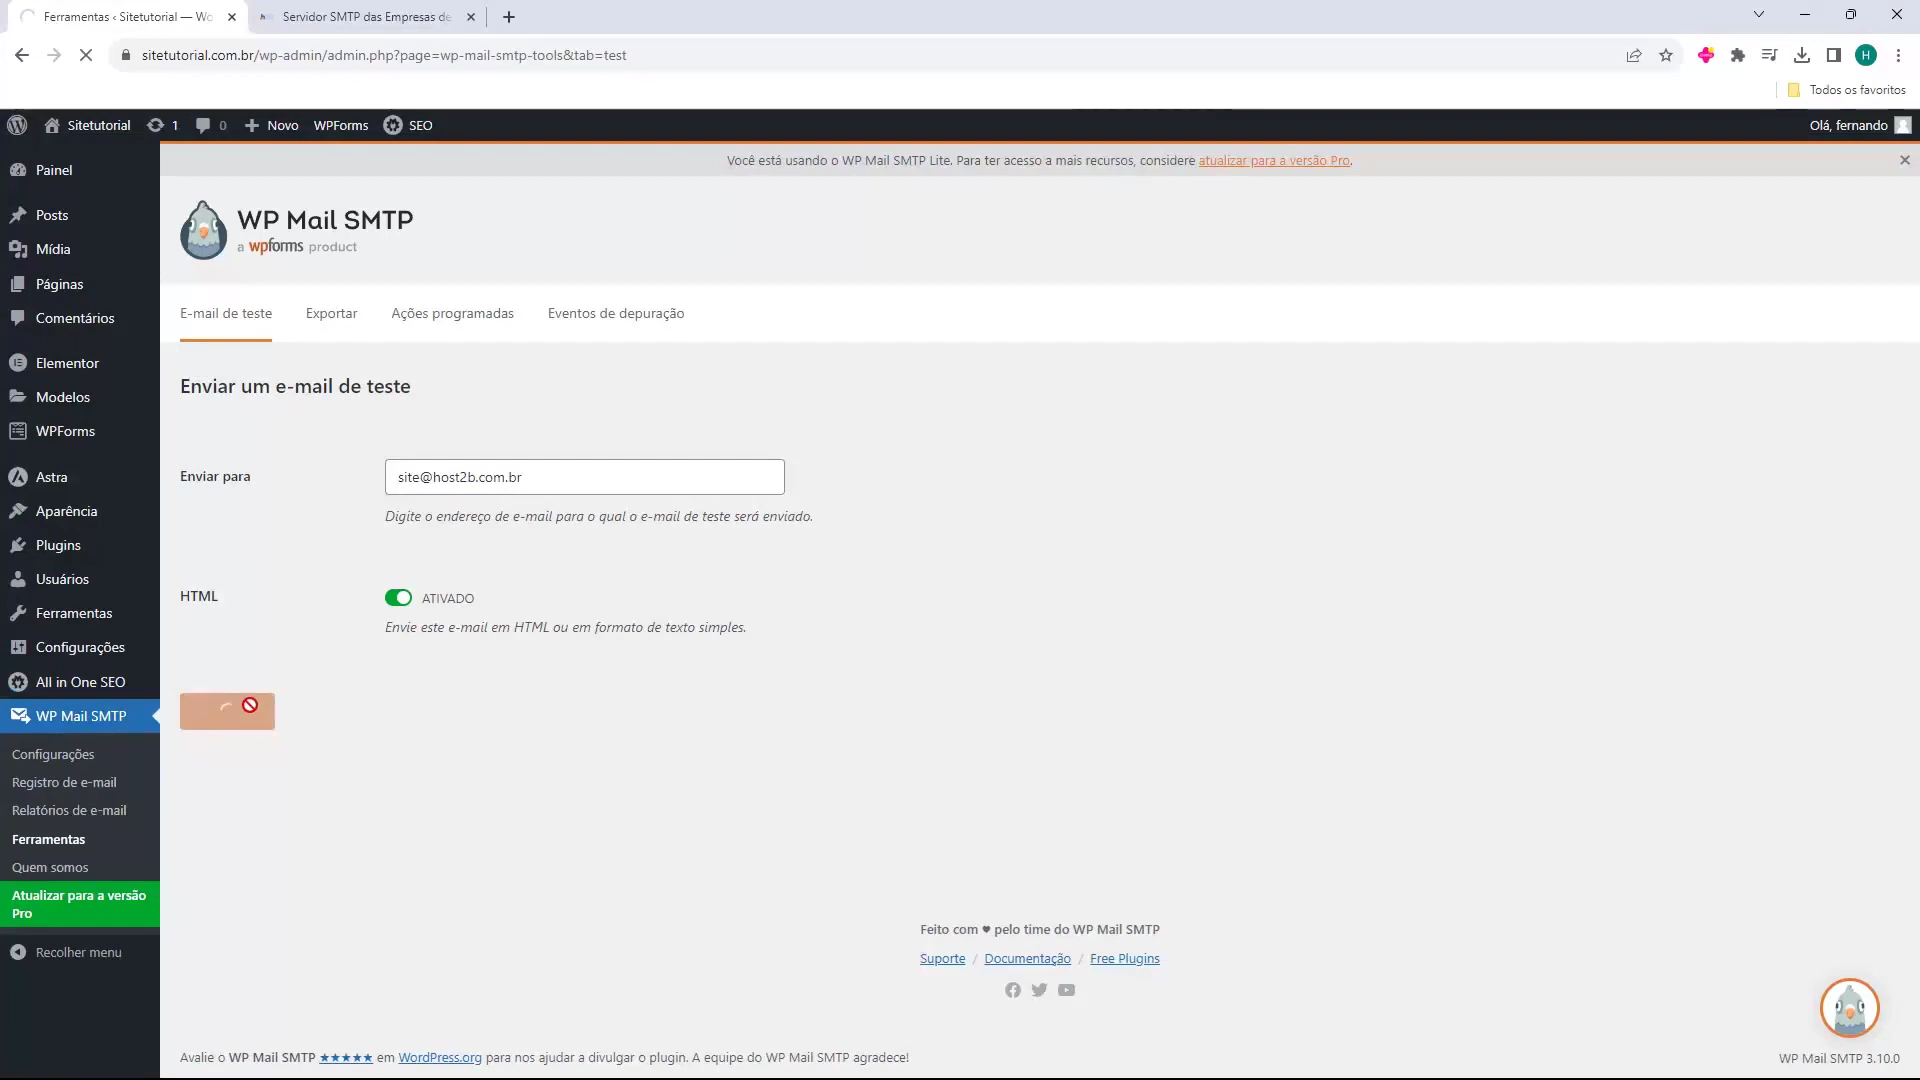 Ferramentas ‹ Sitetutorial — Wo
Servidor SMTP das Empresas de
sitetutorial.com.br/wp-admin/admin.php?page=wp-mail-smtp-tools&tab=test
H
Todos os favoritos
Sitetutorial
1
0
Novo
WPForms
SEO
Olá, fernando
Você está usando o WP Mail SMTP Lite. Para ter acesso a mais recursos, considere atualizar para a versão Pro.
WP Mail SMTP
a wpforms product
E-mail de teste
Exportar
Ações programadas
Eventos de depuração
Enviar um e-mail de teste
Enviar para
site@host2b.com.br
Digite o endereço de e-mail para o qual o e-mail de teste será enviado.
HTML
ATIVADO
Envie este e-mail em HTML ou em formato de texto simples.
Painel
Posts
Mídia
Páginas
Comentários
Elementor
Modelos
WPForms
Astra
Aparência
Plugins
Usuários
Ferramentas
Configurações
All in One SEO
WP Mail SMTP
Configurações
Registro de e-mail
Relatórios de e-mail
Ferramentas
Quem somos
Atualizar para a versão
Pro
Recolher menu
Feito com ♥ pelo time do WP Mail SMTP
Suporte / Documentação / Free Plugins
Avalie o WP Mail SMTP ★★★★★ em WordPress.org para nos ajudar a divulgar o plugin. A equipe do WP Mail SMTP agradece!
WP Mail SMTP 3.10.0